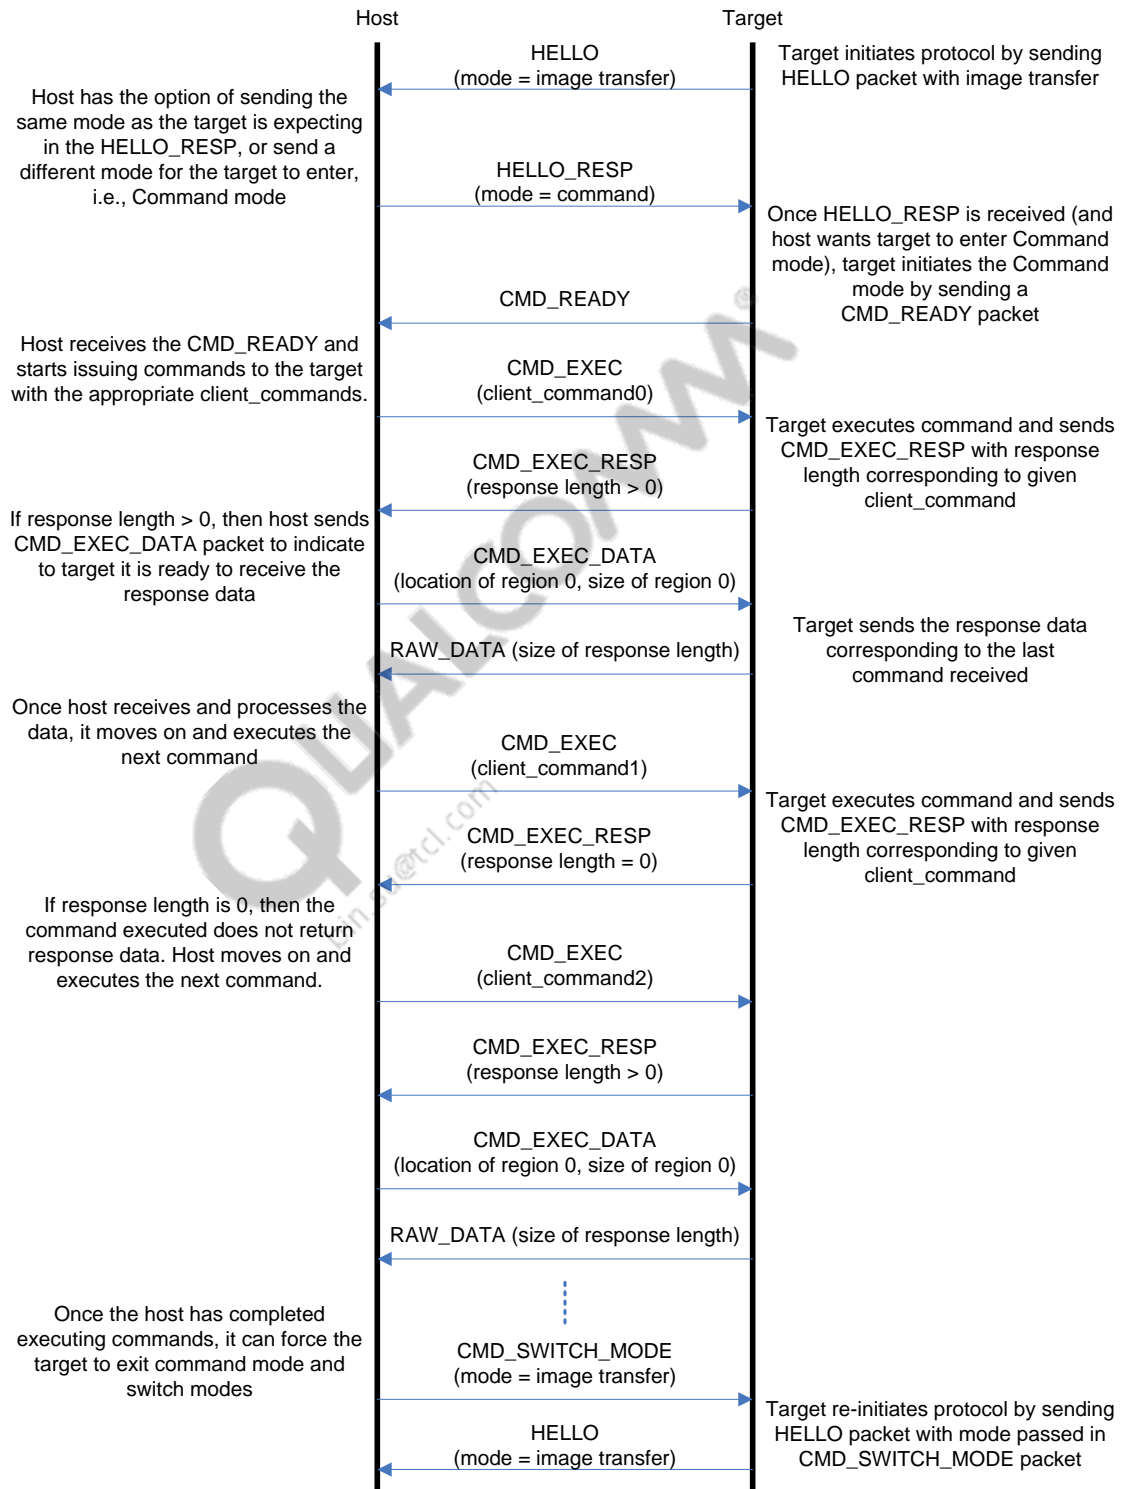 Host
Target
HELLO
(mode = image transfer)
Target initiates protocol by sending
HELLO packet with image transfer
Host has the option of sending the
same mode as the target is expecting
in the HELLO_RESP, or send a
different mode for the target to enter,
i.e., Command mode
HELLO_RESP
(mode = command)
Once HELLO_RESP is received (and
host wants target to enter Command
mode), target initiates the Command
mode by sending a
CMD_READY packet
CMD_READY
Host receives the CMD_READY and
starts issuing commands to the target
with the appropriate client_commands.
CMD_EXEC
(client_command0)
Target executes command and sends
CMD_EXEC_RESP with response
length corresponding to given
client_command
CMD_EXEC_RESP
(response length > 0)
If response length > 0, then host sends
CMD_EXEC_DATA packet to indicate
to target it is ready to receive the
response data
CMD_EXEC_DATA
(location of region 0, size of region 0)
Target sends the response data
corresponding to the last
command received
RAW_DATA (size of response length)
Once host receives and processes the
data, it moves on and executes the
next command
CMD_EXEC
(client_command1)
Target executes command and sends
CMD_EXEC_RESP with response
length corresponding to given
client_command
CMD_EXEC_RESP
(response length = 0)
If response length is 0, then the
command executed does not return
response data. Host moves on and
executes the next command.
CMD_EXEC
(client_command2)
CMD_EXEC_RESP
(response length > 0)
CMD_EXEC_DATA
(location of region 0, size of region 0)
RAW_DATA (size of response length)
Once the host has completed
executing commands, it can force the
target to exit command mode and
switch modes
CMD_SWITCH_MODE
(mode = image transfer)
Target re-initiates protocol by sending
HELLO packet with mode passed in
CMD_SWITCH_MODE packet
HELLO
(mode = image transfer)
QUALCOMM®
bin.su@tcl.com